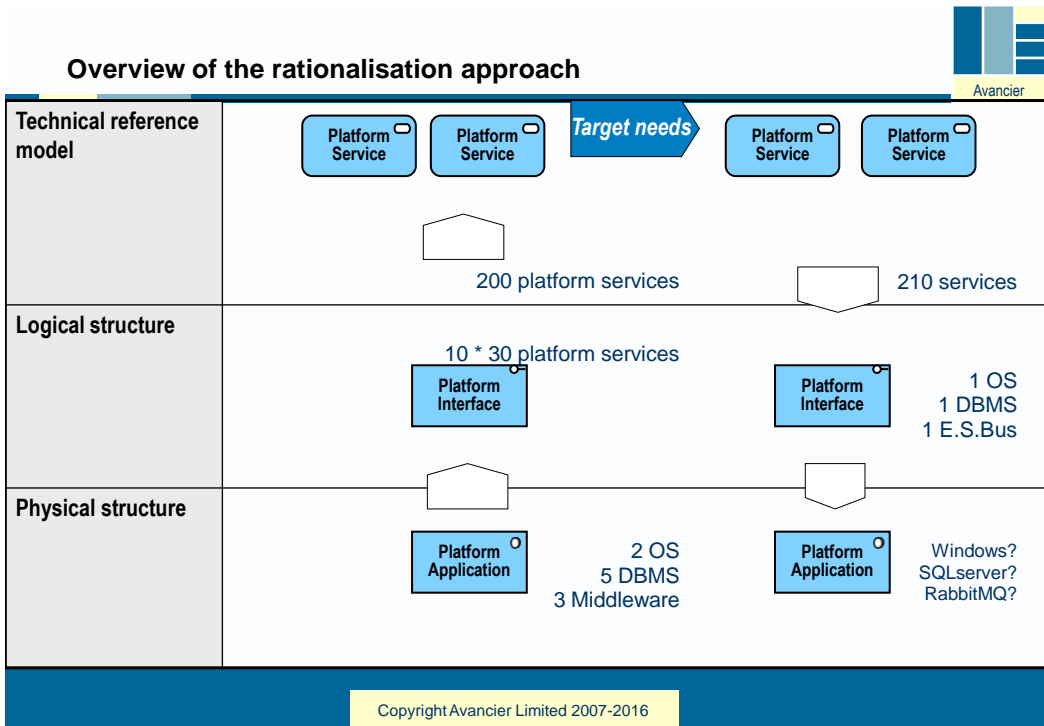 Overview of the rationalisation approach
Avancier
Technical reference
model
Platform
Service
Platform
Service
Target needs
Platform
Service
Platform
Service
200 platform services
210 services
Logical structure
10 * 30 platform services
Platform
Interface
Platform
Interface
1 OS
1 DBMS
1 E.S.Bus
Physical structure
Platform
Application
2 OS
5 DBMS
3 Middleware
Platform
Application
Windows?
SQLserver?
RabbitMQ?
Copyright Avancier Limited 2007-2016